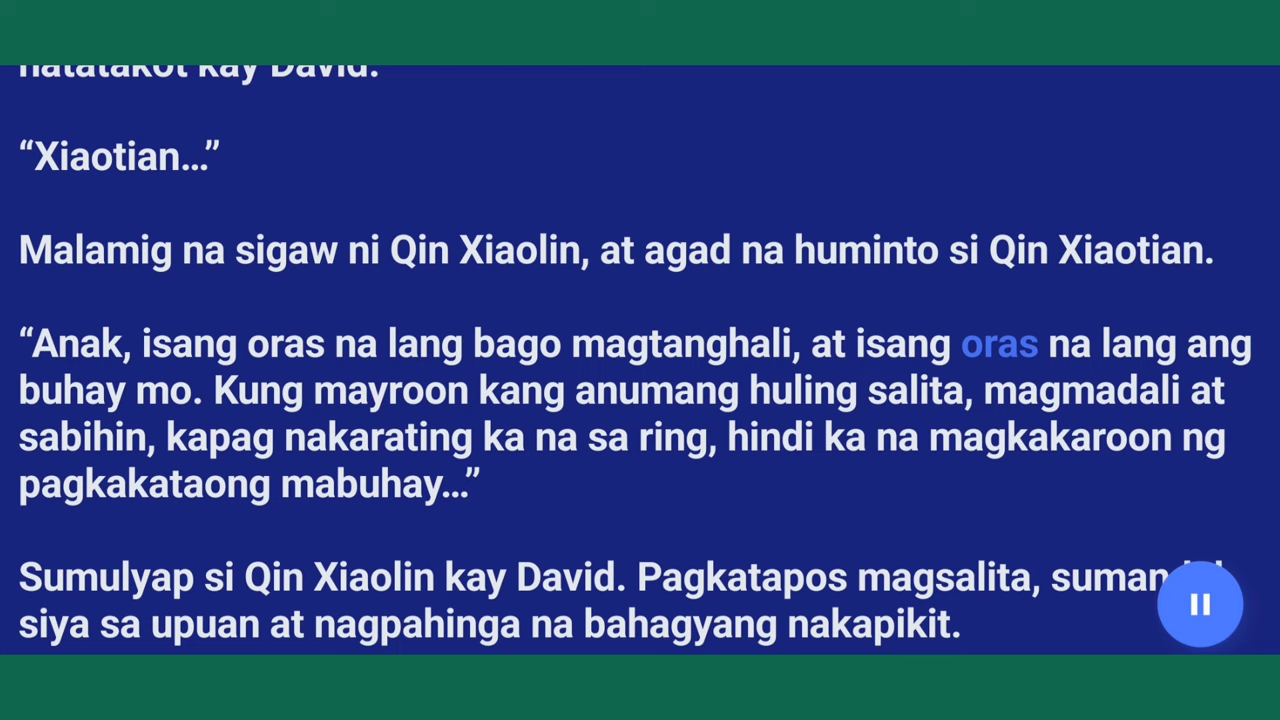 natatakot kay David.
“Xiaotian…”
Malamig na sigaw ni Qin Xiaolin, at agad na huminto si Qin Xiaotian.
“Anak, isang oras na lang bago magtanghali, at isang oras na lang ang
buhay mo. Kung mayroon kang anumang huling salita, magmadali at
sabihin, kapag nakarating ka na sa ring, hindi ka na magkakaroon ng
pagkakataong mabuhay…”
Sumulyap si Qin Xiaolin kay David. Pagkatapos magsalita,
siya sa upuan at nagpahinga na bahagyang nakapikit.